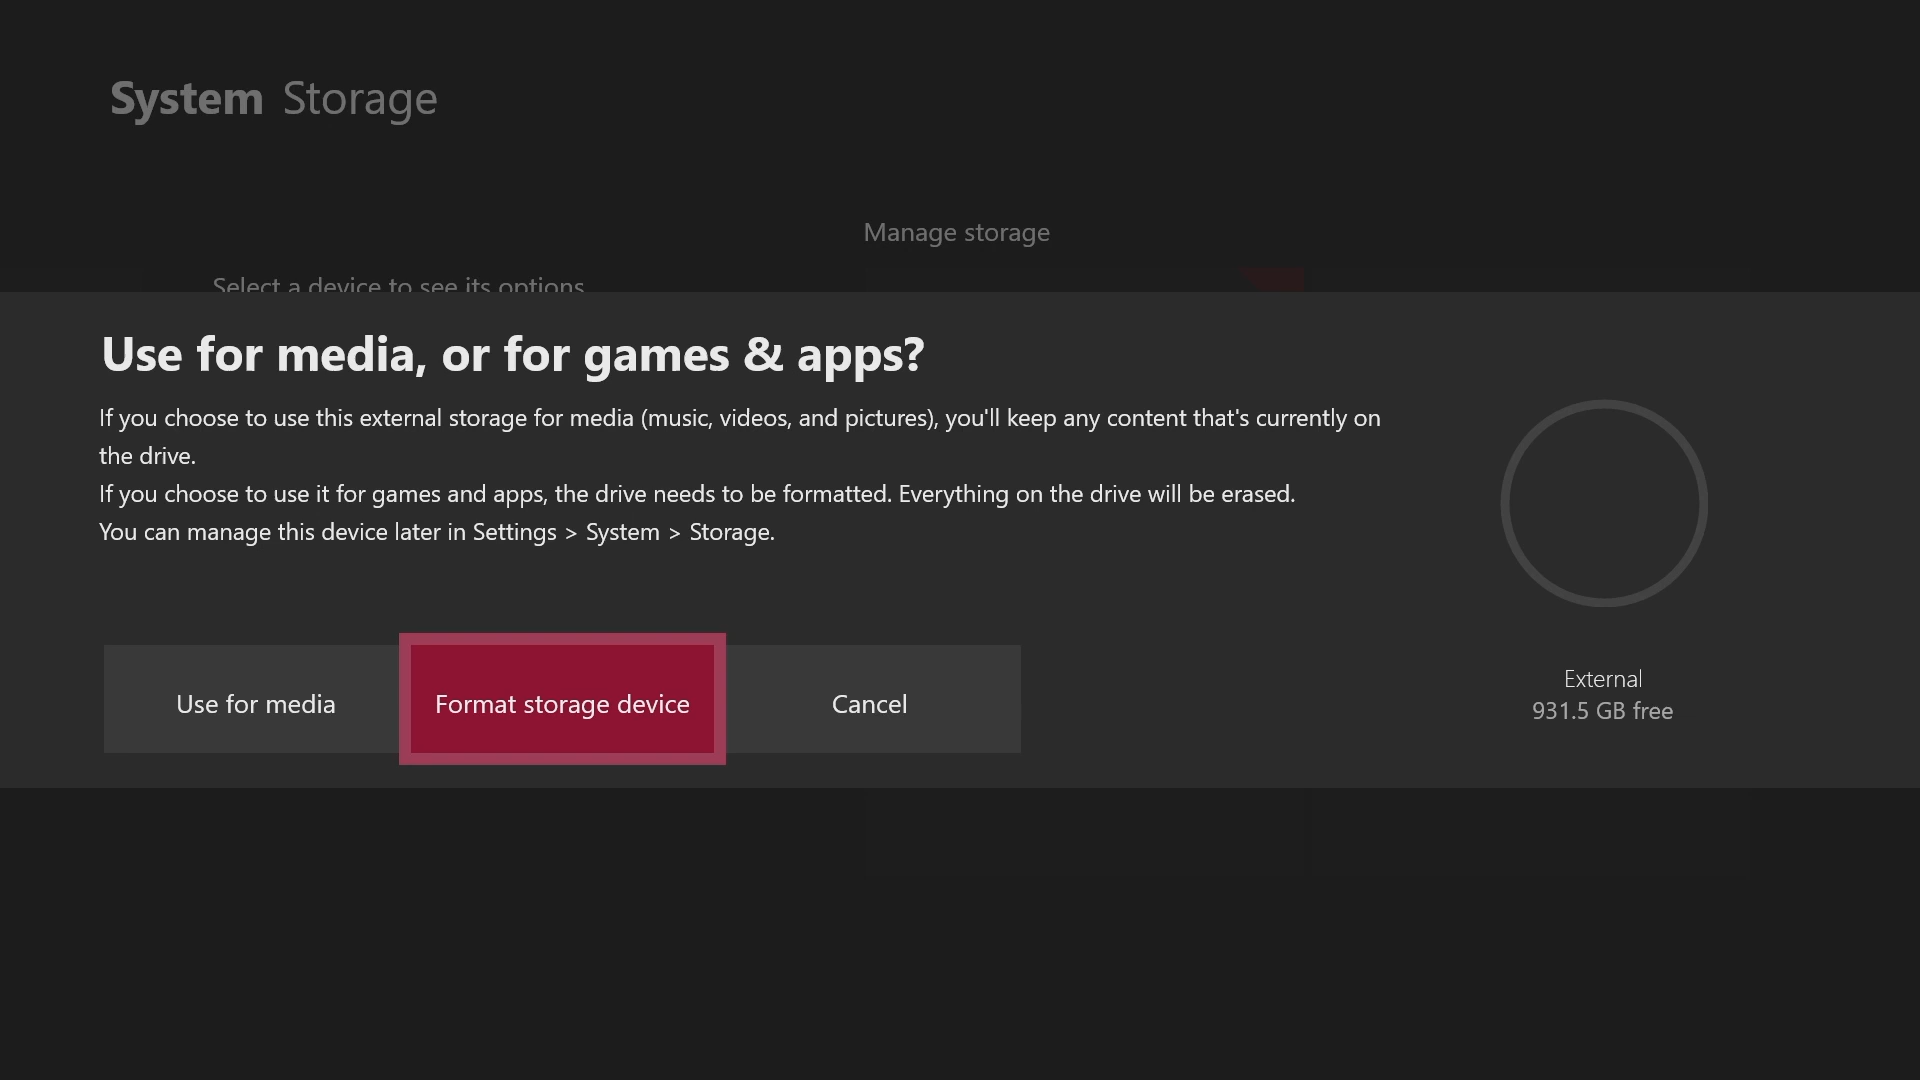 System Storage
Manage storage
Select a device to see its options
Use for media, or for games & apps?
If you choose to use this external storage for media (music, videos, and pictures), you'll keep any content that's currently on
the drive.
If you choose to use it for games and apps, the drive needs to be formatted. Everything on the drive will be erased.
You can manage this device later in Settings > System > Storage.
Use for media
Format storage device
Cancel
External
931.5 GB free